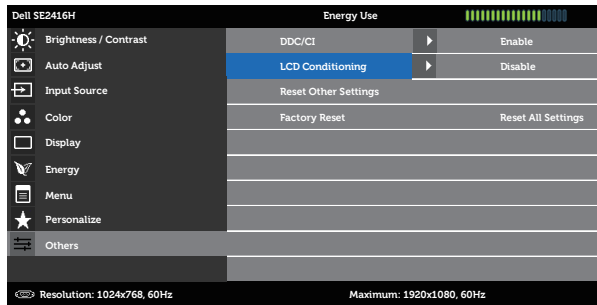 Dell SE2416H Energy Use
Brightness / Contrast DDC/CI Enable
Auto Adjust LCD Conditioning Disable
Input Source Reset Other Settings
Color Factory Reset Reset All Settings
Display
Energy
Menu
Personalize
Others
Resolution: 1024x768, 60Hz Maximum: 1920x1080, 60Hz